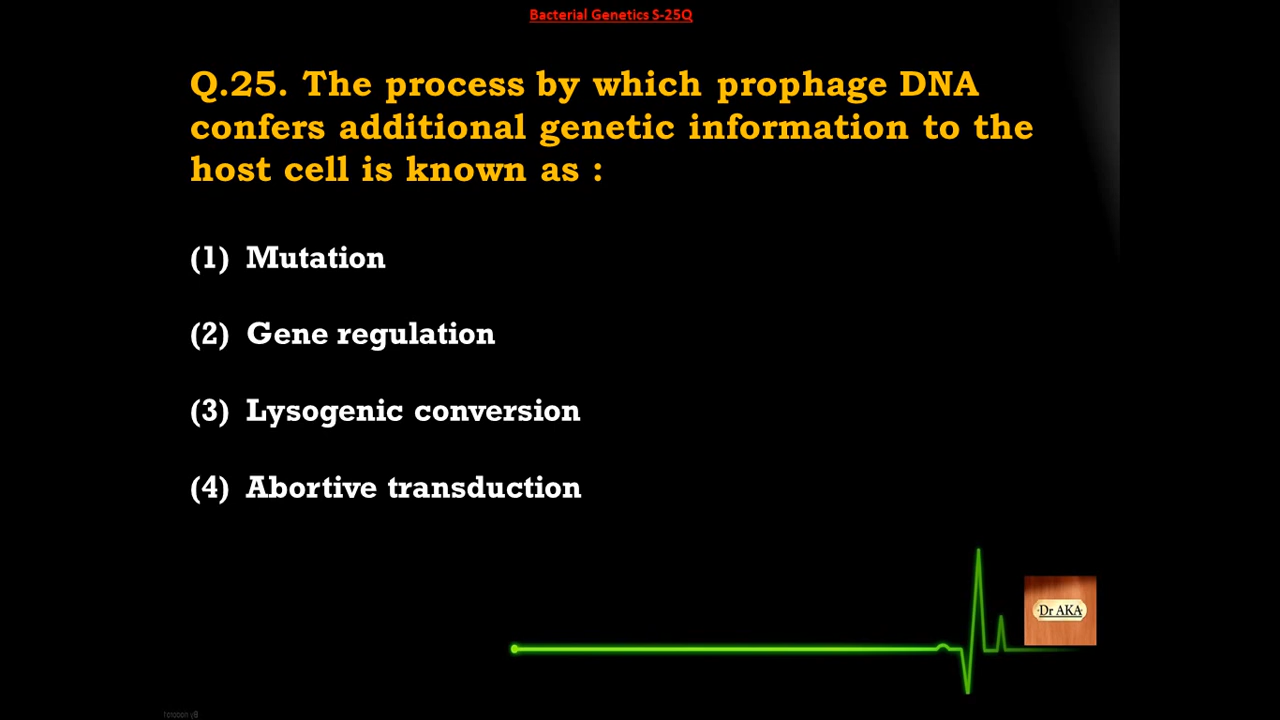 Bacterial Genetics S-25Q
Q.25. The process by which prophage DNA
confers additional genetic information to the
host cell is known as :
(1) Mutation
(2) Gene regulation
(3) Lysogenic conversion
(4) Abortive transduction
Dr AKA